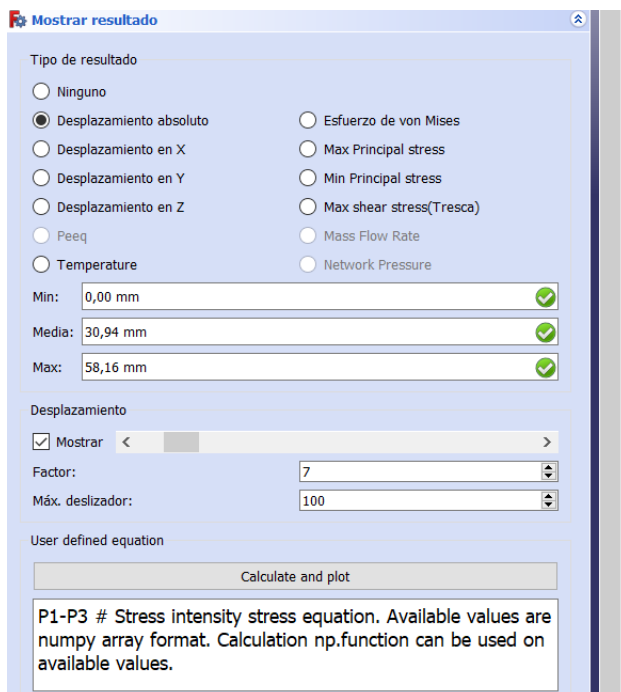 Mostrar resultado
Tipo de resultado
Ninguno
Desplazamiento absoluto
Esfuerzo de von Mises
Desplazamiento en X
Max Principal stress
Desplazamiento en Y
Min Principal stress
Desplazamiento en Z
Max shear stress(Tresca)
Peeq
Mass Flow Rate
Temperature
Network Pressure
Min: 0,00 mm
Media: 30,94 mm
Max: 58,16 mm
Desplazamiento
Mostrar
Factor: 7
Máx. deslizador: 100
User defined equation
Calculate and plot
P1-P3 # Stress intensity stress equation. Available values are
numpy array format. Calculation np.function can be used on
available values.